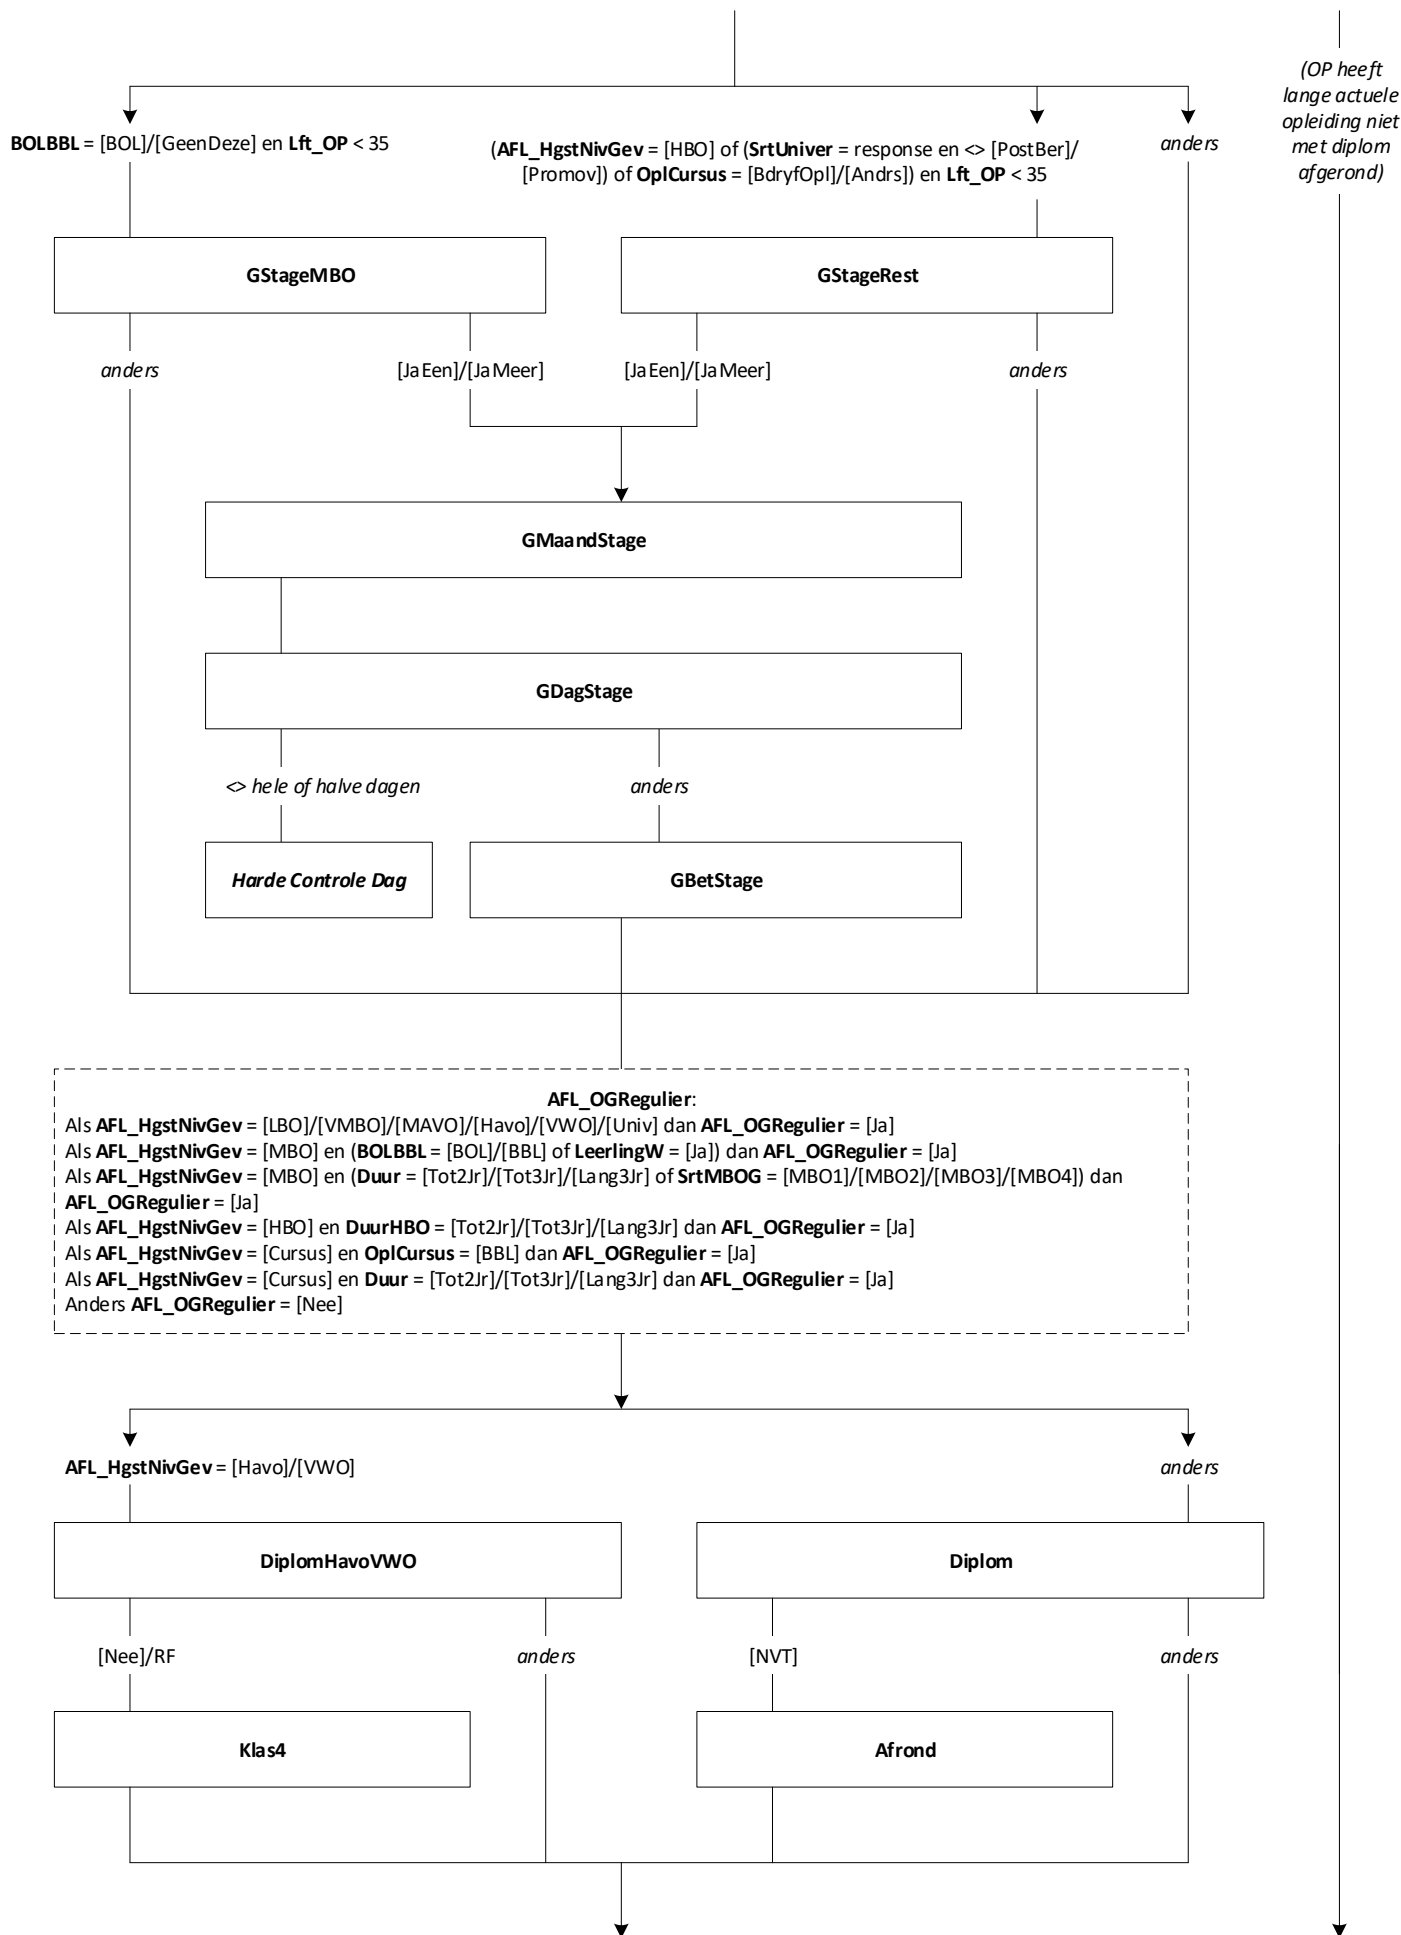 (OP heeft
lange actuele
opleiding niet
met diplom
afgerond)
BOLBBL = [BOL]/[GeenDeze] en Lft_OP < 35
(AFL_HgstNivGev = [HBO] of (SrtUniver = response en <> [PostBer]/
[Promov]) of OplCursus = [BdryfOpl]/[Andrs]) en Lft_OP < 35
anders
GStageMBO
GStageRest
anders
[JaEen]/[JaMeer]
[JaEen]/[JaMeer]
anders
GMaandStage
GDagStage
<> hele of halve dagen
anders
Harde Controle Dag
GBetStage
AFL_OGRegulier:
Als AFL_HgstNivGev = [LBO]/[VMBO]/[MAVO]/[Havo]/[VWO]/[Univ] dan AFL_OGRegulier = [Ja]
Als AFL_HgstNivGev = [MBO] en (BOLBBL = [BOL]/[BBL] of LeerlingW = [Ja]) dan AFL_OGRegulier = [Ja]
Als AFL_HgstNivGev = [MBO] en (Duur = [Tot2Jr]/[Tot3Jr]/[Lang3Jr] of SrtMBOG = [MBO1]/[MBO2]/[MBO3]/[MBO4]) dan
AFL_OGRegulier = [Ja]
Als AFL_HgstNivGev = [HBO] en DuurHBO = [Tot2Jr]/[Tot3Jr]/[Lang3Jr] dan AFL_OGRegulier = [Ja]
Als AFL_HgstNivGev = [Cursus] en OplCursus = [BBL] dan AFL_OGRegulier = [Ja]
Als AFL_HgstNivGev = [Cursus] en Duur = [Tot2Jr]/[Tot3Jr]/[Lang3Jr] dan AFL_OGRegulier = [Ja]
Anders AFL_OGRegulier = [Nee]
AFL_HgstNivGev = [Havo]/[VWO]
anders
DiplomHavoVWO
Diplom
[Nee]/RF
anders
[NVT]
anders
Klas4
Afrond